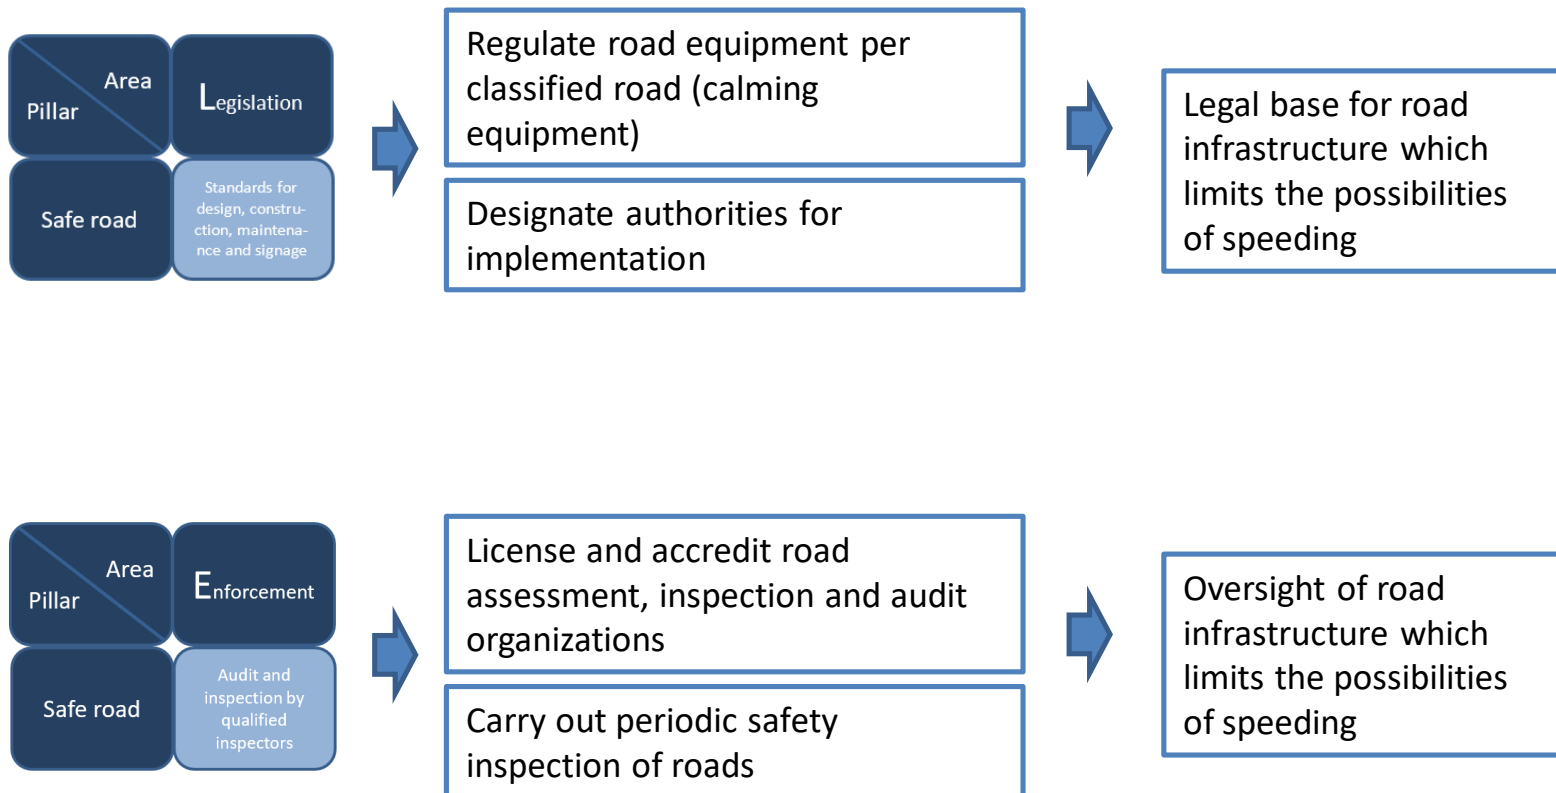 Area
Pillar
Legislation
Safe road
Standards for
design, constru-
ction, maintena-
nce and signage
Regulate road equipment per
classified road (calming
equipment)
Designate authorities for
implementation
Legal base for road
infrastructure which
limits the possibilities
of speeding
Area
Pillar
Enforcement
Safe road
Audit and
inspection by
qualified
inspectors
License and accredit road
assessment, inspection and audit
organizations
Carry out periodic safety
inspection of roads
Oversight of road
infrastructure which
limits the possibilities
of speeding